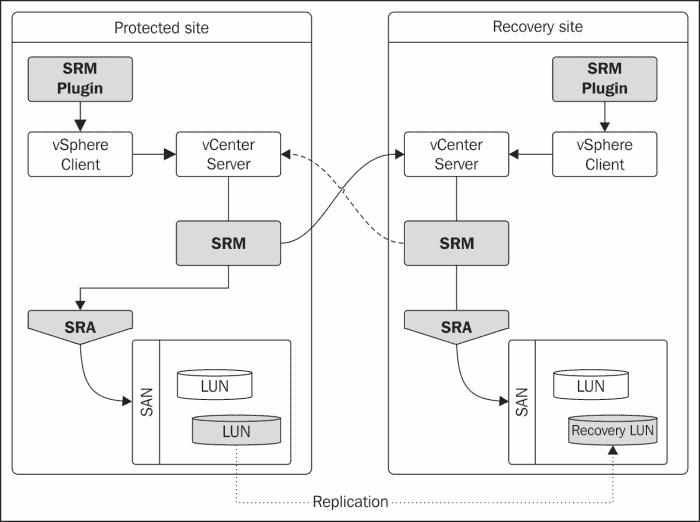 Protected site
Recovery site
SRM
Plugin
SRM
Plugin
vSphere
Client
vCenter
Server
vCenter
Server
vSphere
Client
SRM
SRM
SRA
SRA
SAN
LUN
LUN
SAN
LUN
Recovery LUN
Replication